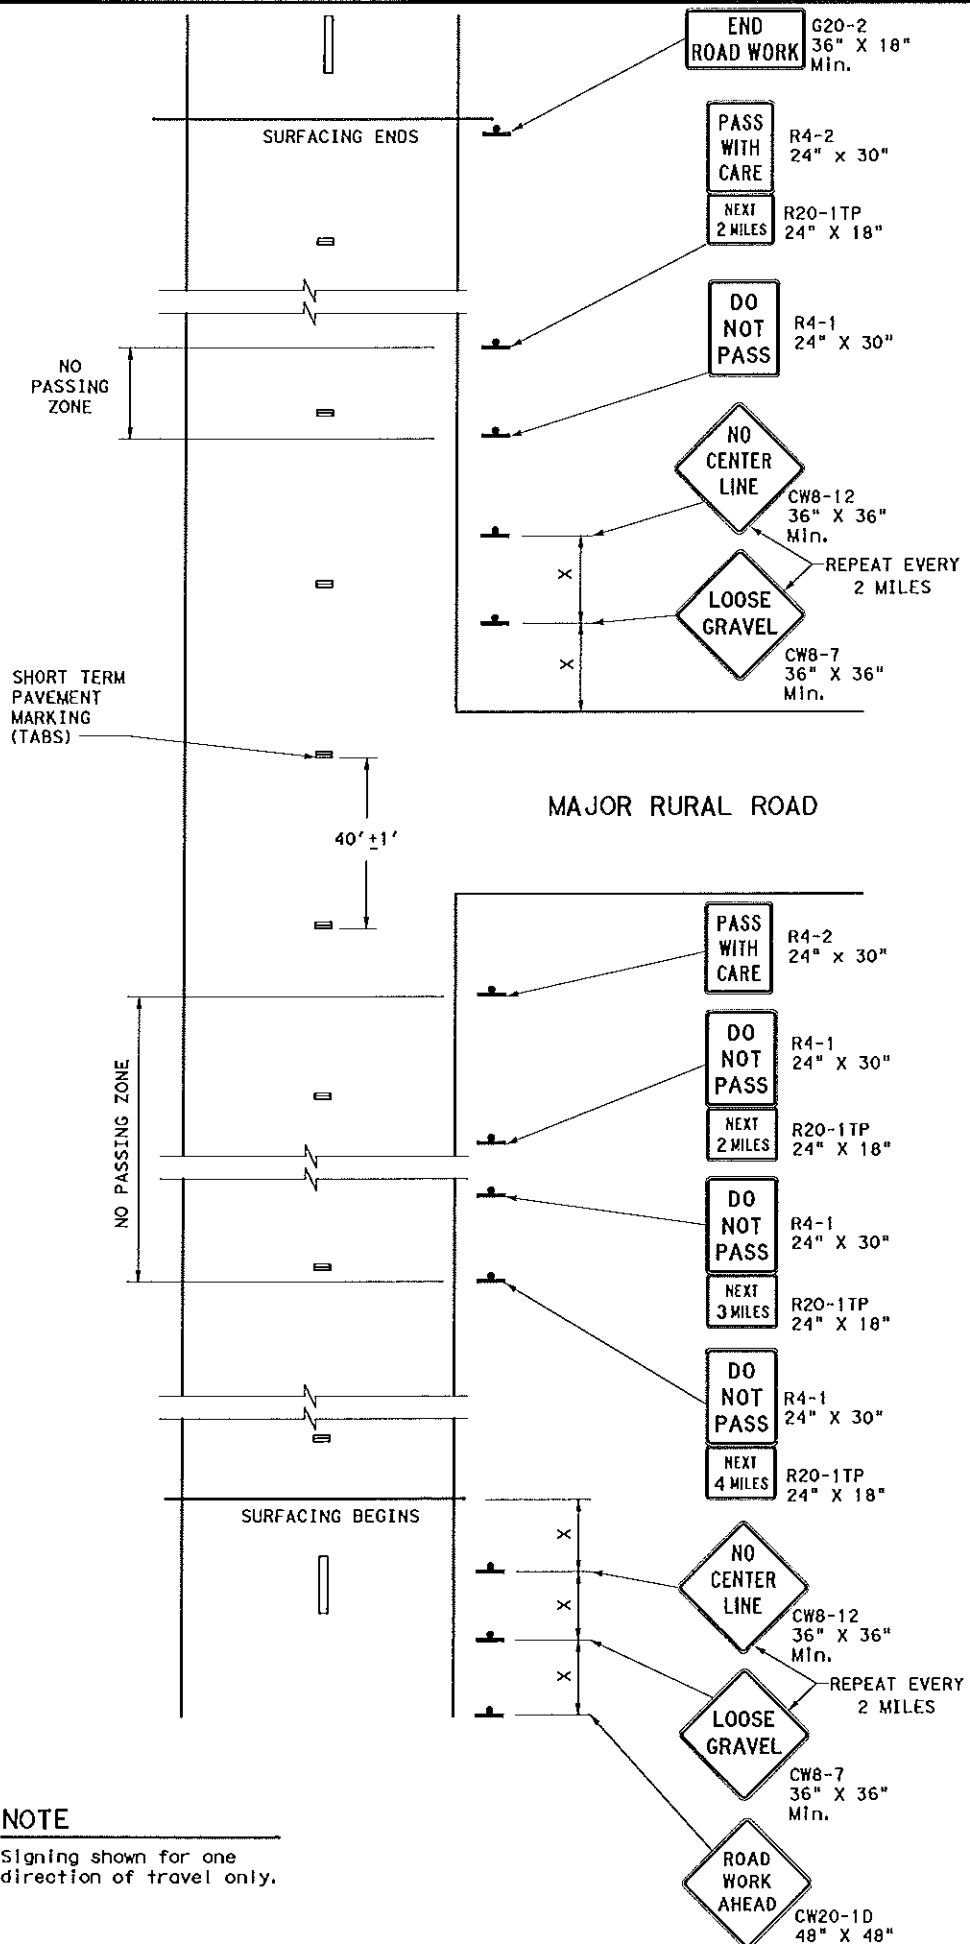 END
ROAD WORK
G20-2
36" X 18"
Min.
SURFACING ENDS
PASS
WITH
CARE
R4-2
24" X 30"
NEXT
2 MILES
R20-1TP
24" X 18"
DO
NOT
PASS
R4-1
24" X 30"
NO
PASSING
ZONE
NO
CENTER
LINE
CW8-12
36" X 36"
Min.
X
REPEAT EVERY
2 MILES
LOOSE
GRAVEL
CW8-7
36" X 36"
Min.
X
SHORT TERM
PAVEMENT
MARKING
(TABS)
40'±1'
MAJOR RURAL ROAD
PASS
WITH
CARE
R4-2
24" x 30"
DO
NOT
PASS
R4-1
24" X 30"
NO PASSING ZONE
NEXT
2 MILES
R20-1TP
24" X 18"
DO
NOT
PASS
R4-1
24" X 30"
NEXT
3 MILES
R20-1TP
24" X 18"
DO
NOT
PASS
R4-1
24" X 30"
NEXT
4 MILES
R20-1TP
24" X 18"
SURFACING BEGINS
X
NO
CENTER
LINE
CW8-12
36" X 36"
Min.
X
REPEAT EVERY
2 MILES
X
LOOSE
GRAVEL
CW8-7
36" X 36"
Min.
NOTE
Signing shown for one
direction of travel only.
ROAD
WORK
AHEAD
CW20-1D
48" X 48"